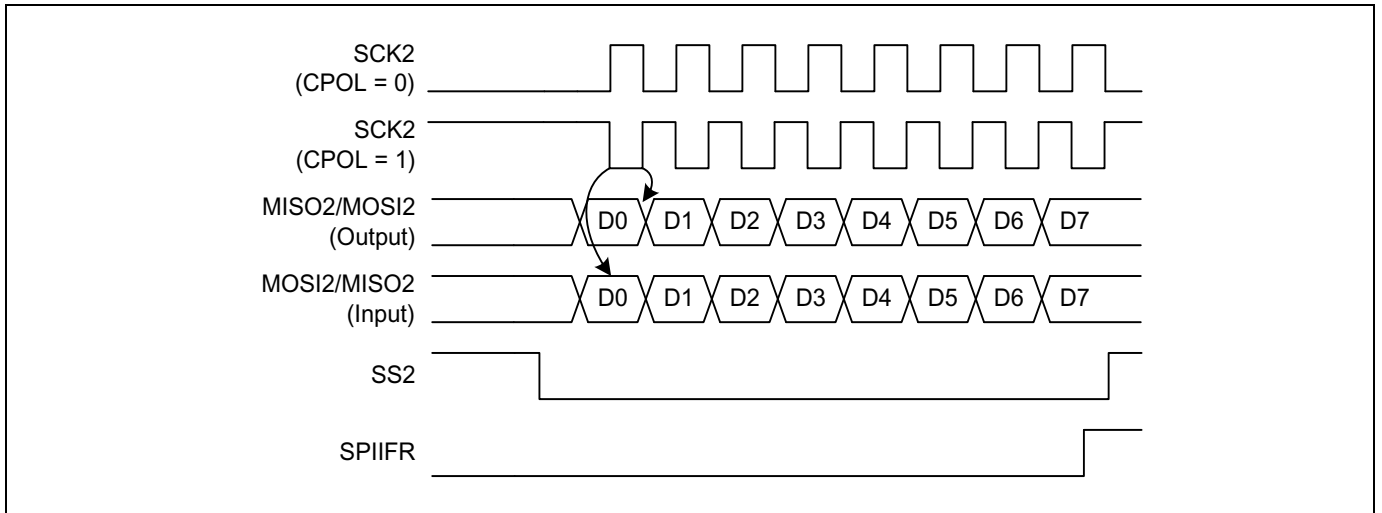 SCK2
(CPOL = 0)
SCK2
(CPOL = 1)
MISO2/MOSI2
(Output)
D0 D1 D2 D3 D4 D5 D6 D7
MOSI2/MISO2
(Input)
D0 D1 D2 D3 D4 D5 D6 D7
SS2
SPIIFR